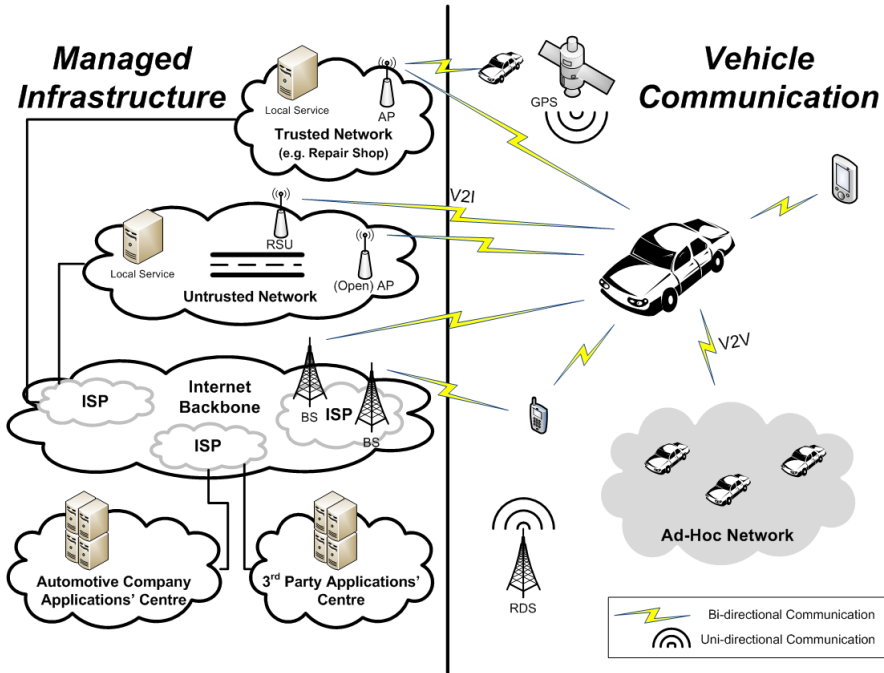 Managed
Infrastructure
Vehicle
Communication
Local Service
AP
Trusted Network
(e.g. Repair Shop)
GPS
V2I
RSU
Local Service
(Open) AP
Untrusted Network
V2V
Internet
Backbone
ISP
ISP
BS
ISP
BS
Ad-Hoc Network
Automotive Company
Applications' Centre
3rd Party Applications'
Centre
RDS
Bi-directional Communication
Uni-directional Communication